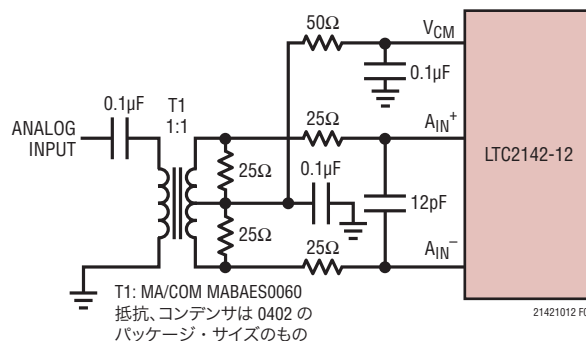 50Ω
VCM
0.1µF
0.1µF
T1
1:1
ANALOG
INPUT
25Ω
AIN+
25Ω
0.1µF
LTC2142-12
12pF
25Ω
25Ω
AIN−
T1: MA/COM MABAES0060
抵抗、コンデンサは 0402 の
パッケージ・サイズのもの